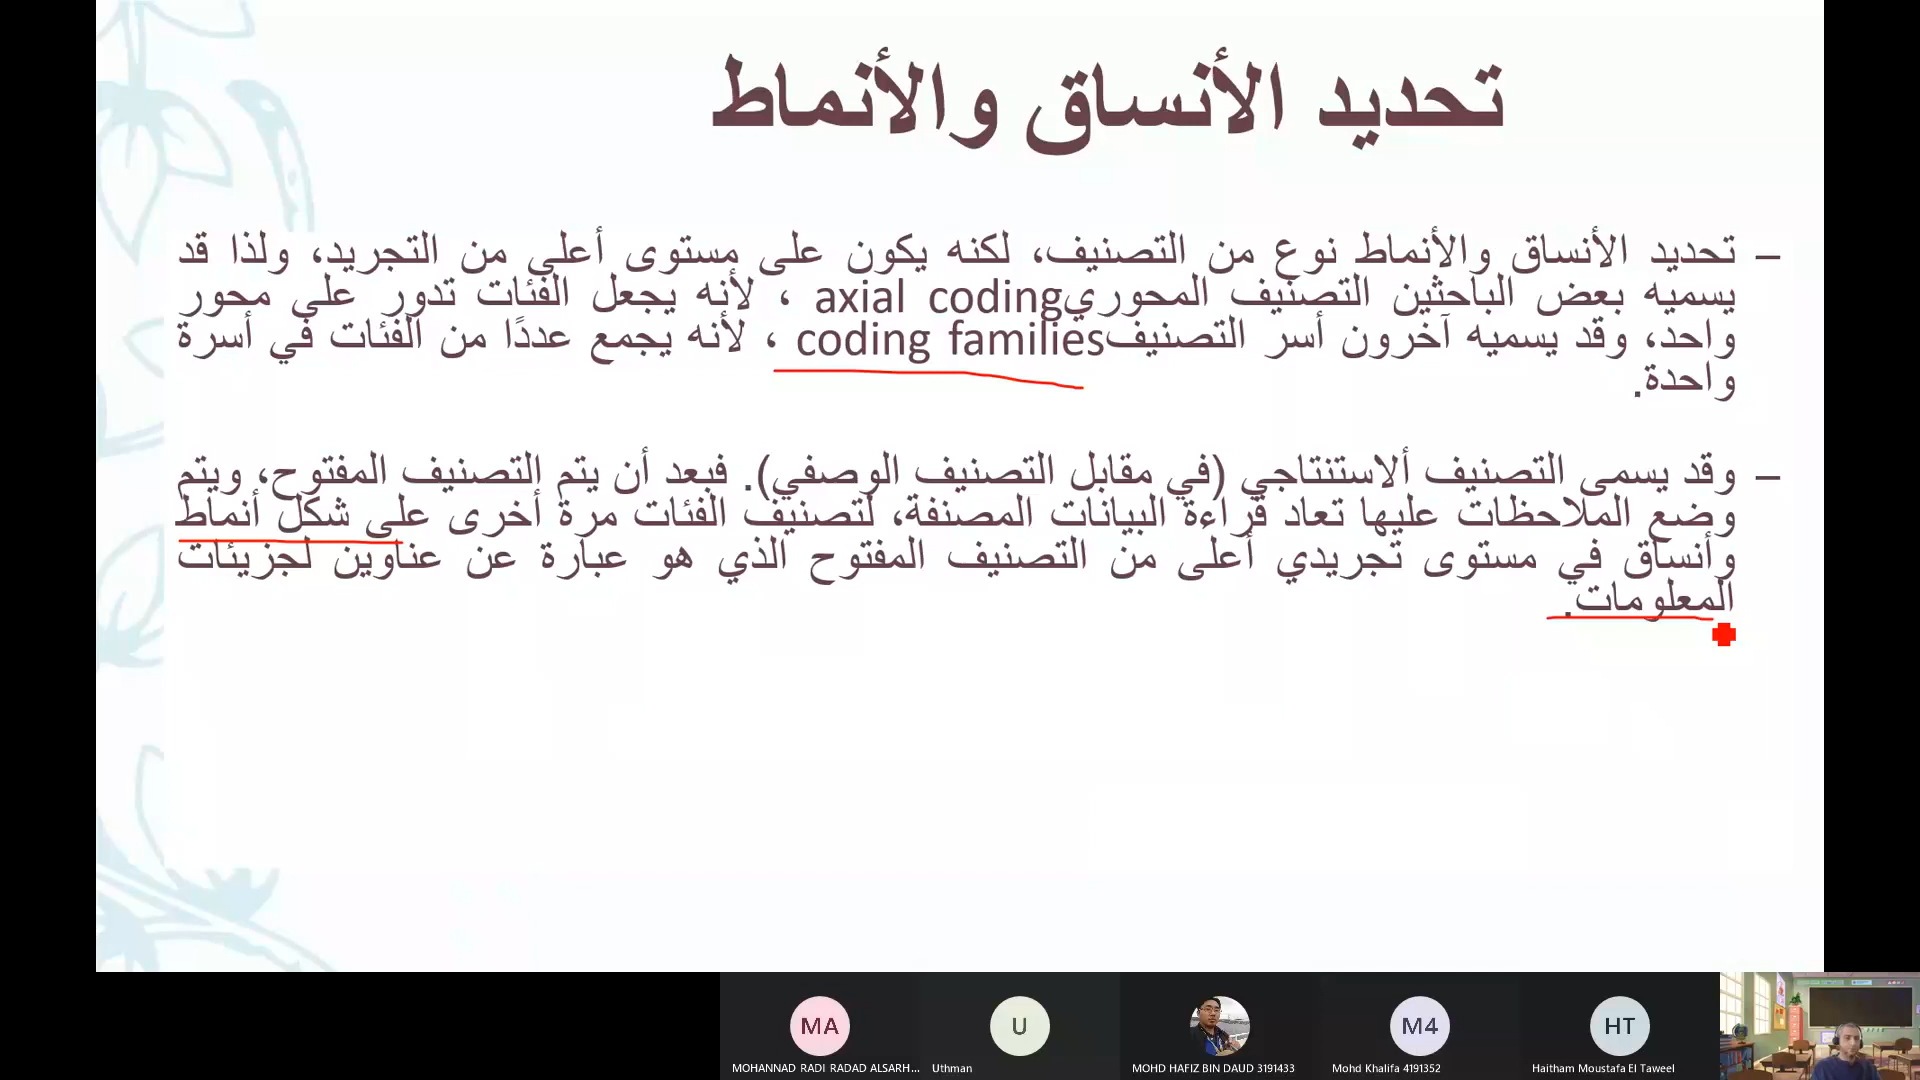 تحديد الأنساق والأنماط
– تحديد الأنساق والأنماط نوع من التصنيف، لكنه يكون على مستوى أعلى من التجريد، ولذا قد
يسميه بعض الباحثين التصنيف المحوريaxial coding ، لأنه يجعل الفئات تدور على محور
واحد، وقد يسميه آخرون أسر التصنيفcoding families ، لأنه يجمع عددًا من الفئات في أسرة
واحدة.
– وقد يسمى التصنيف ألاستنتاجي (في مقابل التصنيف الوصفي). فبعد أن يتم التصنيف المفتوح، ويتم
وضع الملاحظات عليها تعاد قراءة البيانات المصنفة، لتصنيف الفئات مرة أخرى على شكل أنماط
وأنساق في مستوى تجريدي أعلى من التصنيف المفتوح الذي هو عبارة عن عناوين لجزيئات
المعلومات.
MA
U
M4
HT
MOHANNAD RADI RADAD ALSARH...
Uthman
MOHD HAFIZ BIN DAUD 3191433
Mohd Khalifa 4191352
Haitham Moustafa El Taweel